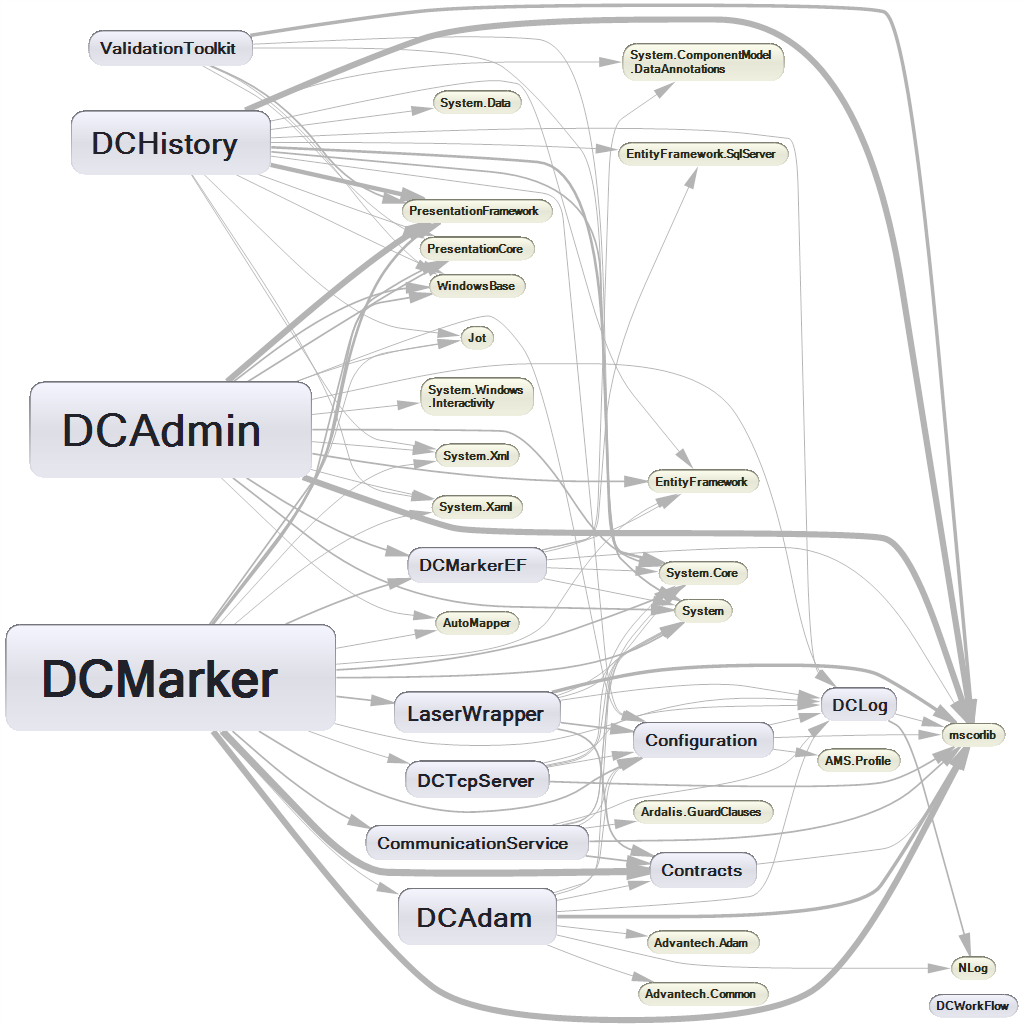 ValidationToolkit
System.ComponentModel
.DataAnnotations
System.Data
DCHistory
EntityFramework.SqlServer
PresentationFramework
PresentationCore
WindowsBase
Jot
System.Windows
.Interactivity
DCAdmin
System.Xml
EntityFramework
System.Xaml
DCMarkerEF
System.Core
System
AutoMapper
DCMarker
LaserWrapper
DCLog
mscorlib
Configuration
AMS.Profile
DCTcpServer
Ardalis.GuardClauses
CommunicationService
Contracts
DCAdam
Advantech.Adam
NLog
Advantech.Common
DCWorkFlow